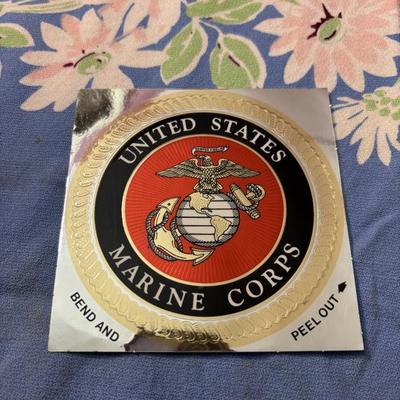 UNITED STATES
MARINE CORPS
BEND AND
PEEL OUT